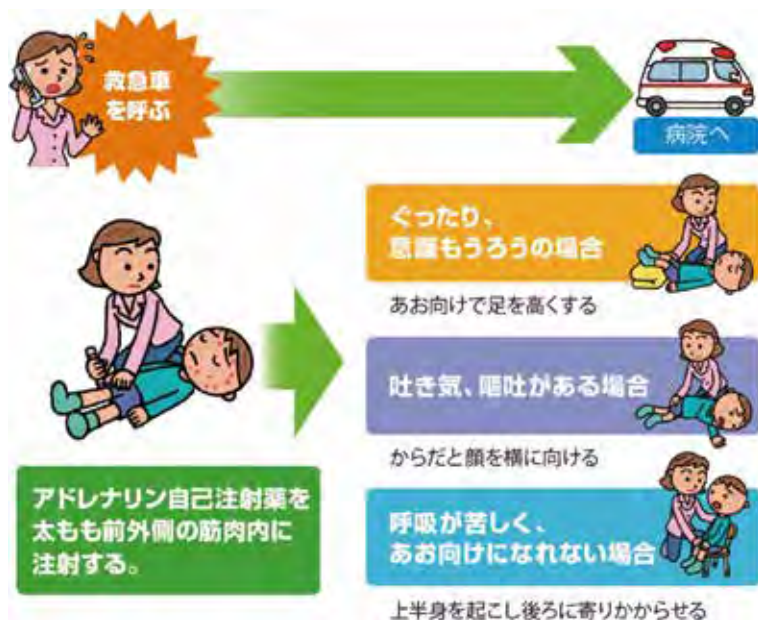 救急車
を呼ぶ
病院へ
アドレナリン自己注射薬を
太もも前外側の筋肉内に
注射する。
ぐったり、
意識もうろうの場合
あお向けで足を高くする
吐き気、嘔吐がある場合
からだと顔を横に向ける
呼吸が苦しく、
あお向けになれない場合
上半身を起こし後ろに寄りかからせる